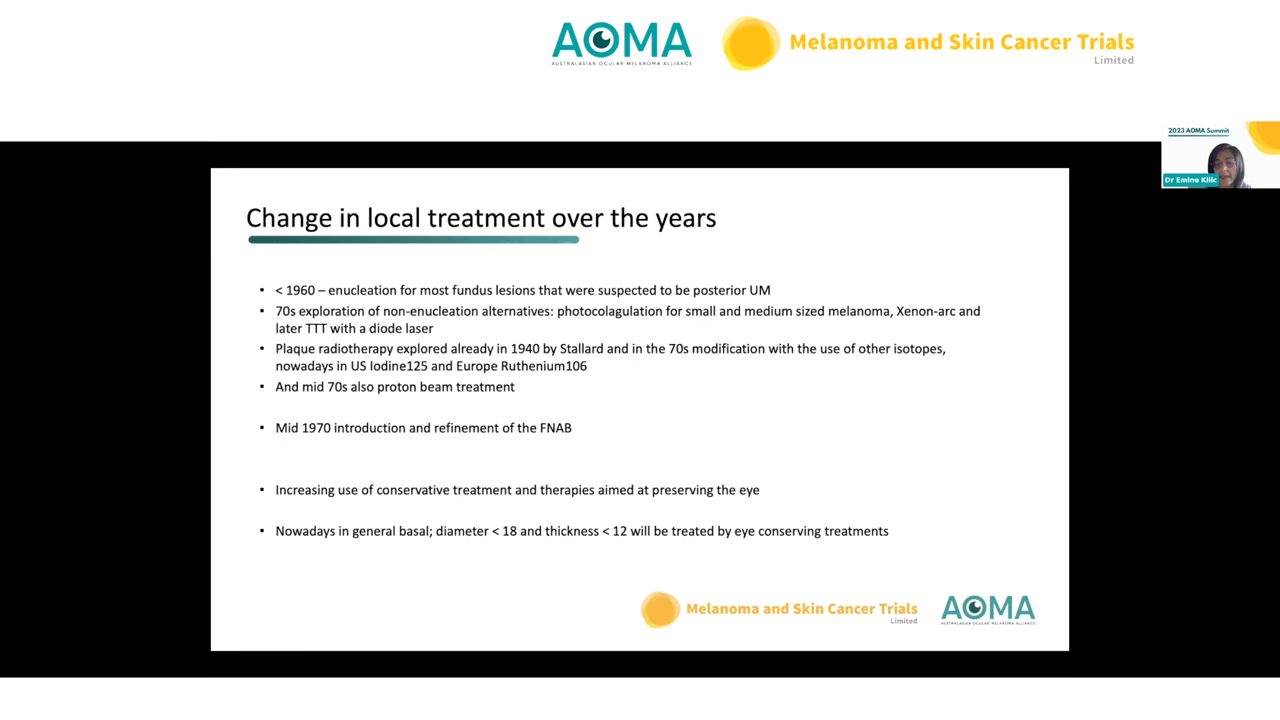 AOMA
AUSTRALASIAN OCULAR MELANOMA ALLIANCE
Melanoma and Skin Cancer Trials
Limited
2023 AOMA Summit
Dr Emine Kilic
Change in local treatment over the years
• < 1960 – enucleation for most fundus lesions that were suspected to be posterior UM
• 70s exploration of non-enucleation alternatives: photocolagulation for small and medium sized melanoma, Xenon-arc and
later TTT with a diode laser
• Plaque radiotherapy explored already in 1940 by Stallard and in the 70s modification with the use of other isotopes,
nowadays in US Iodine125 and Europe Ruthenium106
• And mid 70s also proton beam treatment
• Mid 1970 introduction and refinement of the FNAB
• Increasing use of conservative treatment and therapies aimed at preserving the eye
• Nowadays in general basal; diameter < 18 and thickness < 12 will be treated by eye conserving treatments
Melanoma and Skin Cancer Trials
Limited
AOMA
AUSTRALASIAN OCULAR MELANOMA ALLIANCE